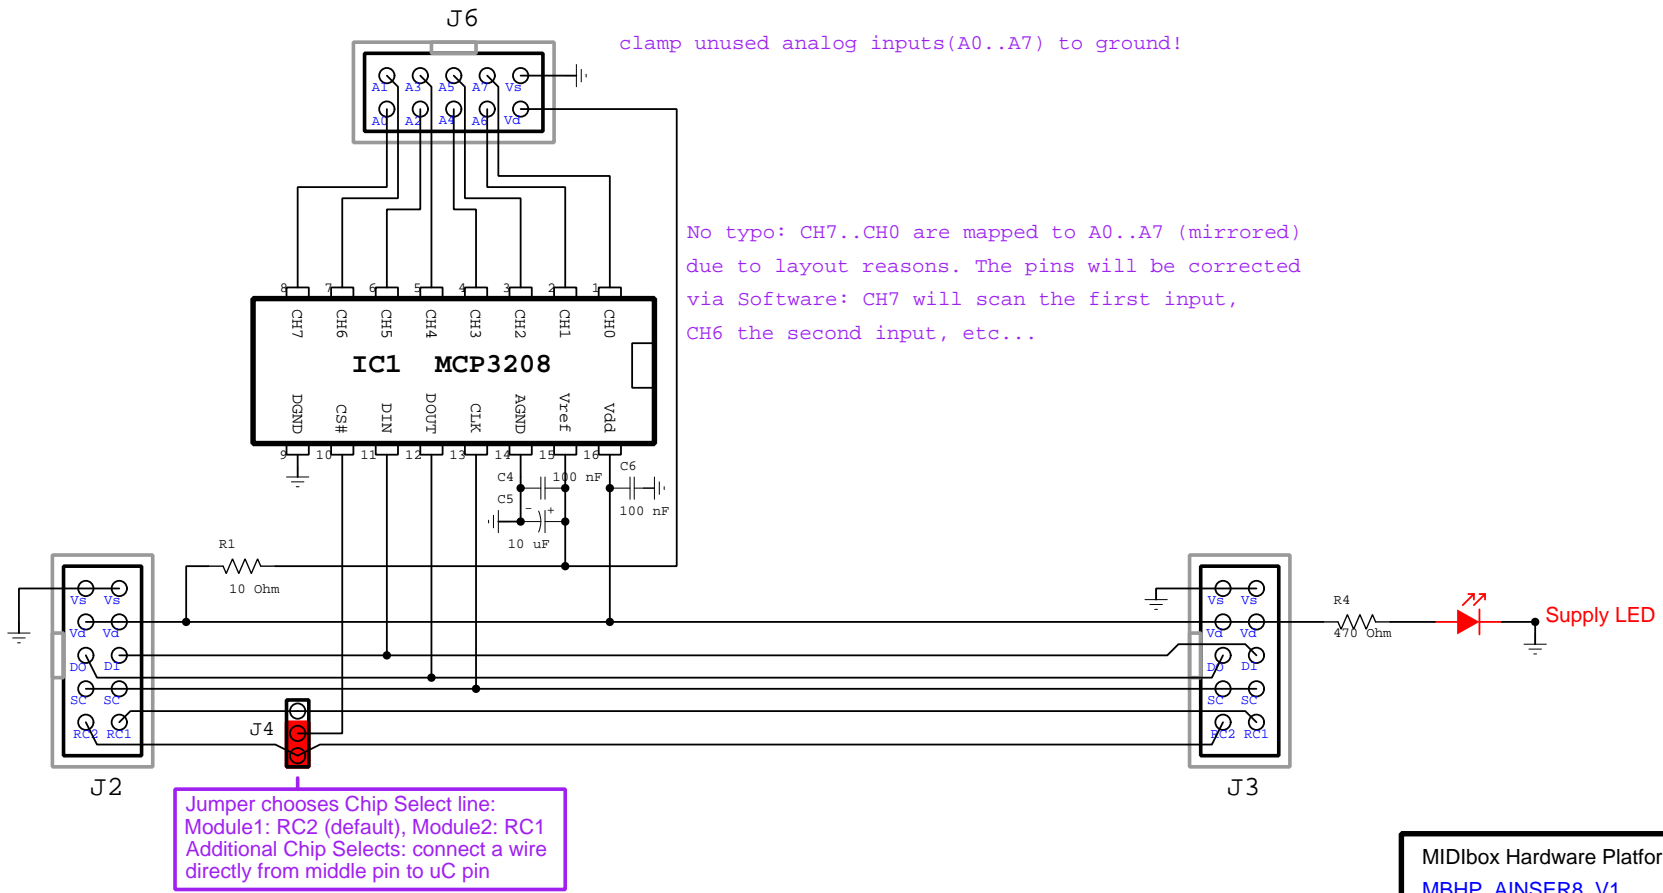 J6
clamp unused analog inputs(A0..A7) to ground!
A1 A3 A5 A7 Vs
A0 A2 A4 A6 Vd
No typo: CH7..CH0 are mapped to A0..A7 (mirrored)
due to layout reasons. The pins will be corrected
via Software: CH7 will scan the first input,
CH6 the second input, etc...
8 7 6 5 4 3 2 1
CH7 CH6 CH5 CH4 CH3 CH2 CH1 CH0
IC1 MCP3208
DGND CS# DIN DOUT CLK AGND Vref Vdd
9 10 11 12 13 14 15 16
C4 100 nF
C6
100 nF
C5
- +
10 uF
R1
10 Ohm
Vs Vs
Vd Vd
DO DI
SC SC
RC2 RC1
J2
J4
Vs Vs
Vd Vd
DO DI
SC SC
RC2 RC1
J3
R4
470 Ohm
Supply LED
Jumper chooses Chip Select line:
Module1: RC2 (default), Module2: RC1
Additional Chip Selects: connect a wire
directly from middle pin to uC pin
MIDIbox Hardware Platfor
MBHP_AINSER8_V1